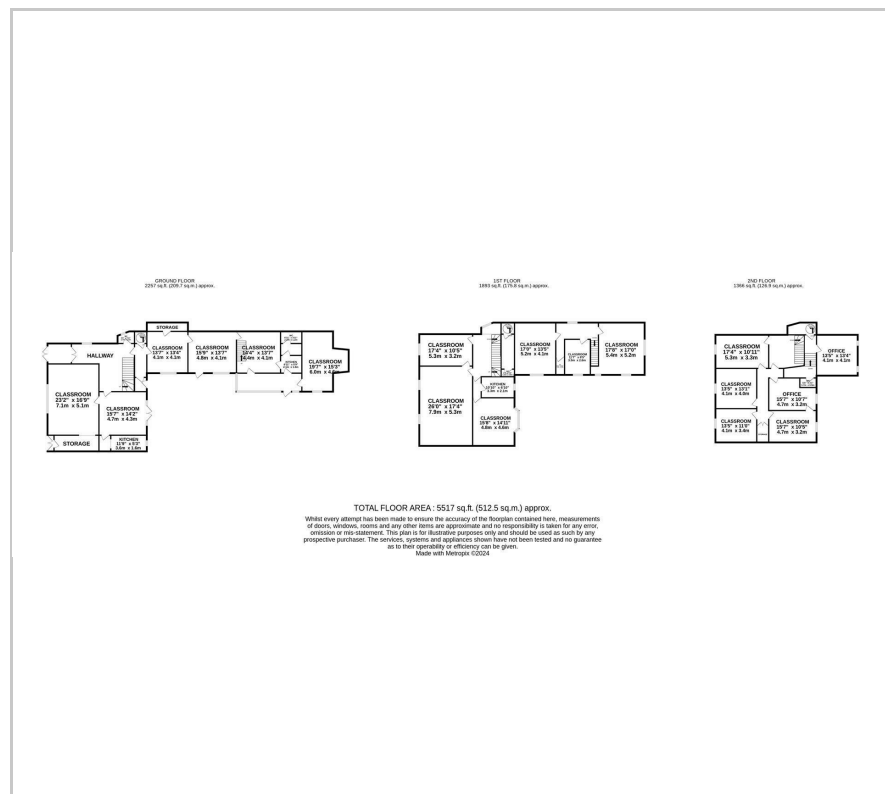 GROUND FLOOR
2257 sq.ft. (209.7 sq.m.) approx.
STORAGE
HALLWAY
CLASSROOM
13'7" x 13'4"
4.1m x 4.1m
CLASSROOM
15'9" x 13'7"
4.8m x 4.1m
CLASSROOM
14'4" x 13'7"
4.4m x 4.1m
CLASSROOM
19'7" x 15'3"
CLASSROOM
23'2" x 16'9"
7.1m x 5.1m
CLASSROOM
15'7" x 14'2"
4.7m x 4.3m
STORAGE
KITCHEN
11'9" x 5'3"
3.6m x 1.6m
1ST FLOOR
1893 sq.ft. (175.8 sq.m.) approx.
CLASSROOM
17'4" x 10'5"
5.3m x 3.2m
CLASSROOM
17'0" x 13'5"
5.2m x 4.1m
CLASSROOM
CLASSROOM
17'8" x 17'0"
5.4m x 5.2m
KITCHEN
CLASSROOM
26'0" x 17'4"
7.9m x 5.3m
CLASSROOM
15'8" x 14'11"
4.8m x 4.6m
2ND FLOOR
1366 sq.ft. (126.9 sq.m.) approx.
CLASSROOM
17'4" x 10'11"
5.3m x 3.3m
OFFICE
13'5" x 13'4"
4.1m x 4.1m
CLASSROOM
13'5" x 13'1"
4.1m x 4.0m
OFFICE
15'7" x 10'7"
4.7m x 3.2m
CLASSROOM
13'5" x 11'0"
4.1m x 3.4m
CLASSROOM
15'7" x 10'5"
4.7m x 3.2m
TOTAL FLOOR AREA : 5517 sq.ft. (512.5 sq.m.) approx.
Whilst every attempt has been made to ensure the accuracy of the floorplan contained here, measurements
of doors, windows, rooms and any other items are approximate and no responsibility is taken for any error,
omission or mis-statement. This plan is for illustrative purposes only and should be used as such by any
prospective purchaser. The services, systems and appliances shown have not been tested and no guarantee
as to their operability or efficiency can be given.
Made with Metropix ©2024